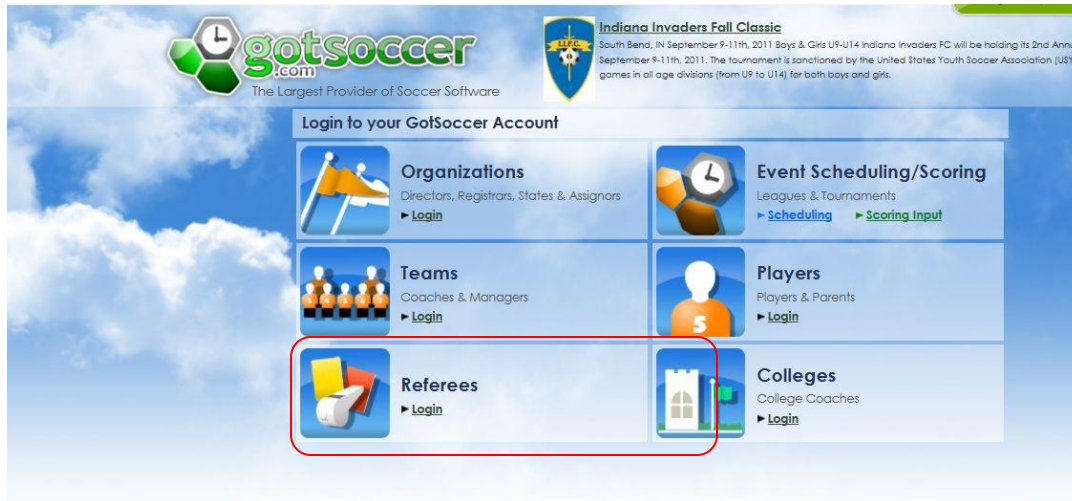 gotsoccer
.com
The Largest Provider of Soccer Software
Indiana Invaders Fall Classic
South Bend, IN September 9-11th, 2011 Boys & Girls U9-U14 Indiana Invaders FC will be holding its 2nd
September 9-11th, 2011. The tournament is sanctioned by the United States Youth Soccer Association
games in all age divisions (from U9 to U14) for both boys and girls.
Login to your GotSoccer Account
Organizations
Directors, Registrars, States & Assignors
Login
Event Scheduling/Scoring
Leagues & Tournaments
Scheduling Scoring Input
Teams
Coaches & Managers
Login
Players
Players & Parents
Login
5
Referees
Login
Colleges
College Coaches
Login